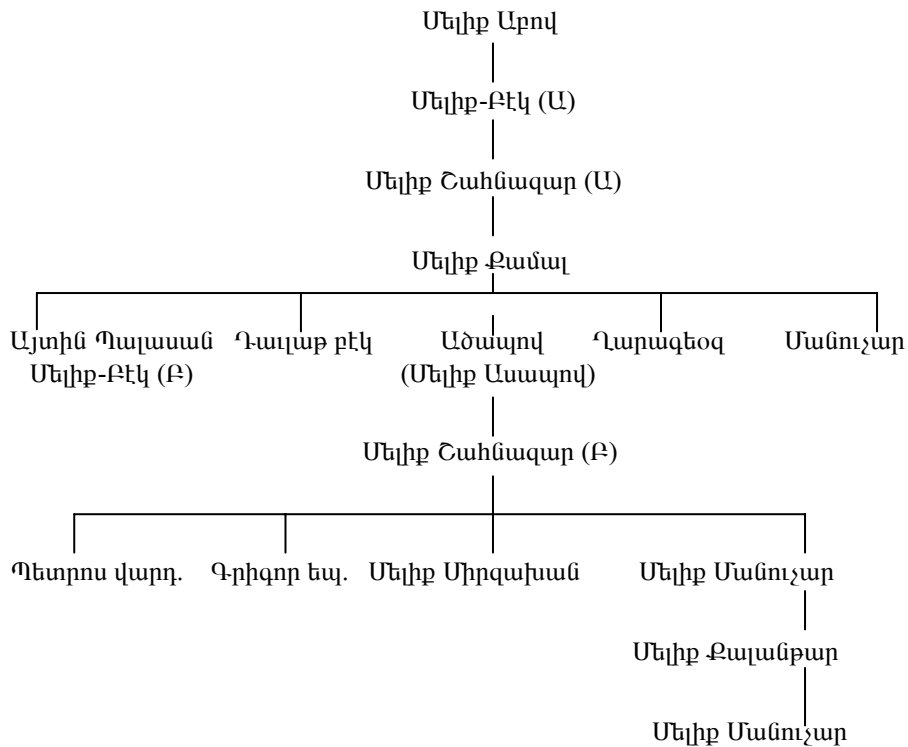 Մելիք Աբով
Մելիք-Բէկ (Ա)
Մելիք Շահնազար (Ա)
Մելիք Քամալ
Այտին Պալասան Դաւլաթ բէկ Ածապով Ղարագեօզ Մանուչար
Մելիք-Բէկ (Բ) (Մելիք Ասապով)
Մելիք Շահնազար (Բ)
Պետրոս վարդ. Գրիգոր եպ. Մելիք Միրզախան Մելիք Մանուչար
Մելիք Քալանթար
Մելիք Մանուչար